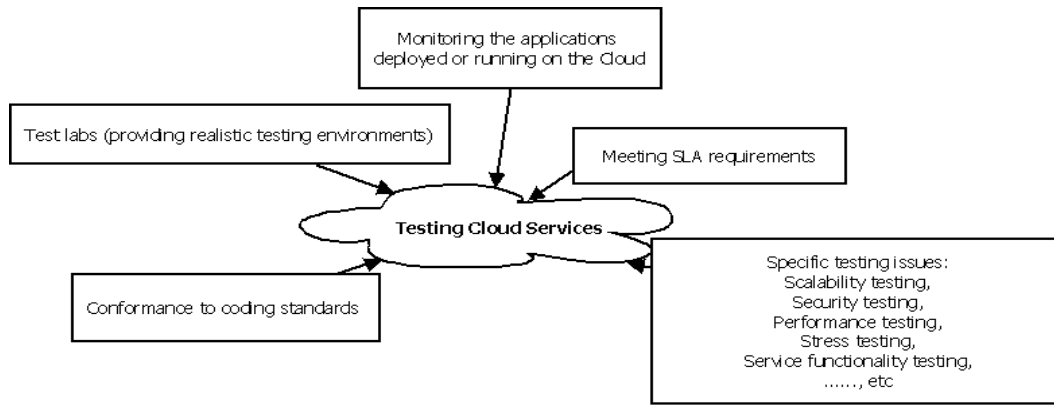 Monitoring the applications
deployed or running on the Cloud
Test labs (providing realistic testing environments)
Meeting SLA requirements
Testing Cloud Services
Conformance to coding standards
Specific testing issues:
Scalability testing,
Security testing,
Performance testing,
Stress testing,
Service functionality testing,
......, etc